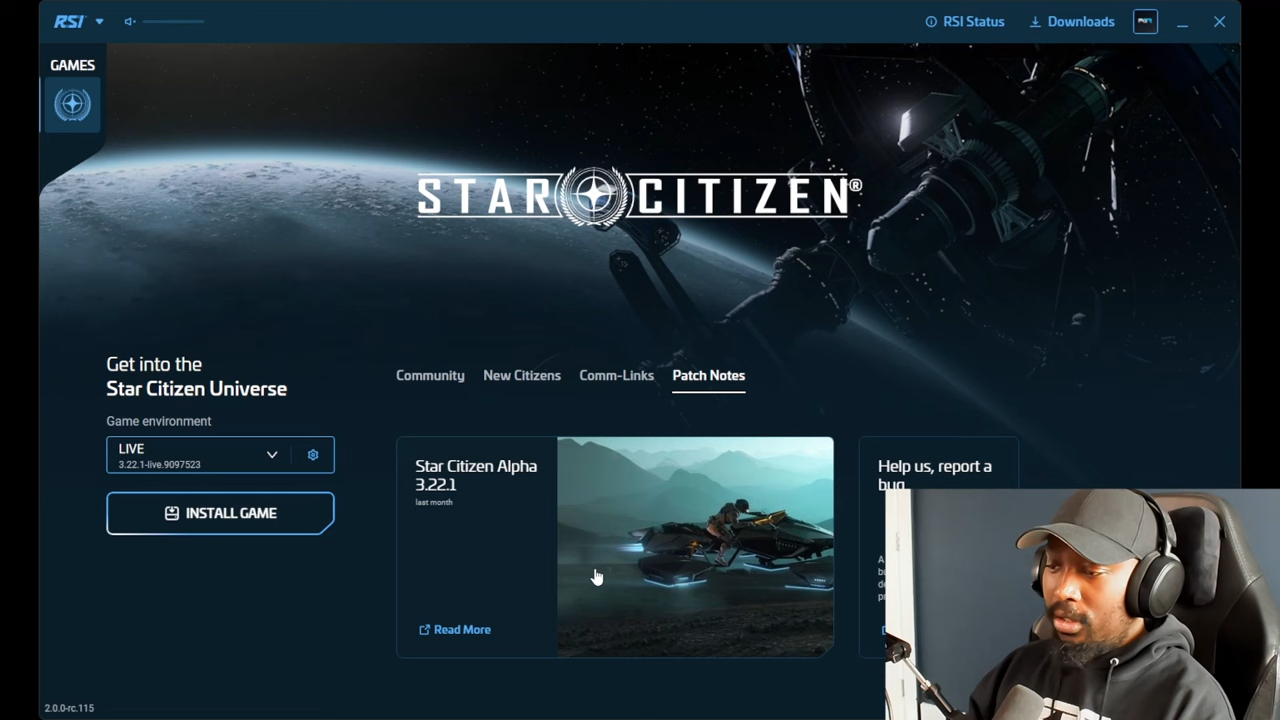 RSI
RSI Status
Downloads
GAMES
STAR CITIZEN®
Get into the
Star Citizen Universe
Game environment
LIVE
3.22.1-live.9097523
INSTALL GAME
Community
New Citizens
Comm-Links
Patch Notes
Star Citizen Alpha
3.22.1
last month
Read More
Help us, report a
bug
2.0.0-rc.115